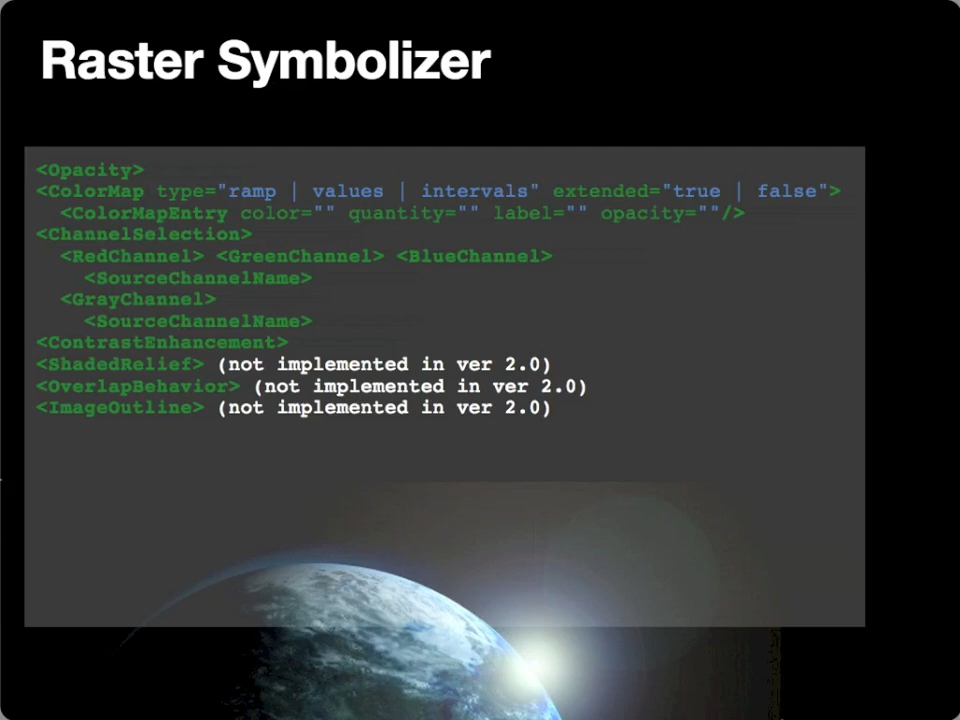 Raster Symbolizer
<Opacity>
<ColorMap type="ramp | values | intervals" extended="true | false">
<ColorMapEntry color="" quantity="" label="" opacity=""/>
<ChannelSelection>
<RedChannel> <GreenChannel> <BlueChannel>
<SourceChannelName>
<GrayChannel>
<SourceChannelName>
<ContrastEnhancement>
<ShadedRelief> (not implemented in ver 2.0)
<OverlapBehavior> (not implemented in ver 2.0)
<ImageOutline> (not implemented in ver 2.0)